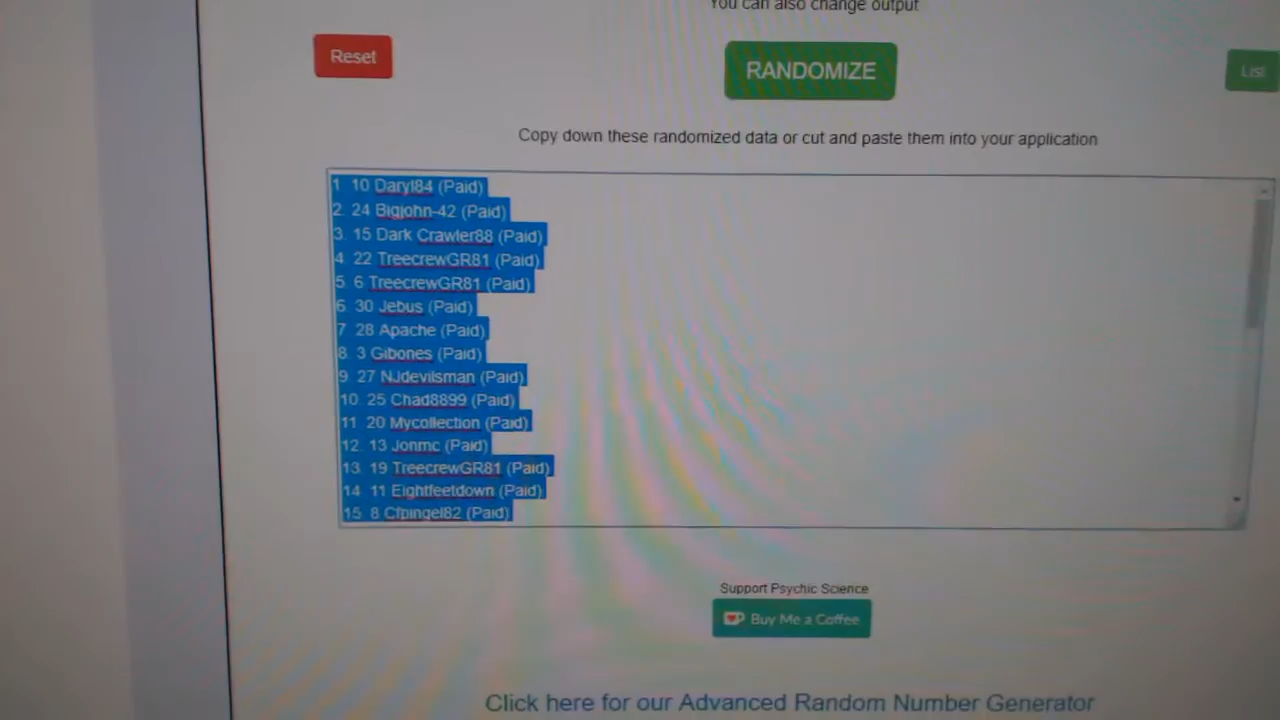 You can also change output
Reset
RANDOMIZE
List
Copy down these randomized data or cut and paste them into your application
1. 10 Daryl84 (Paid)
2. 24 Bigjohn-42 (Paid)
3. 15 Dark Crawler88 (Paid)
4. 22 TreecrewGR81 (Paid)
5. 6 TreecrewGR81 (Paid)
6. 30 Jebus (Paid)
7. 28 Apache (Paid)
8. 3 Gibones (Paid)
9. 27 NJdevilsman (Paid)
10. 25 Chad8899 (Paid)
11. 20 Mycollection (Paid)
12. 13 Jonmc (Paid)
13. 19 TreecrewGR81 (Paid)
14. 11 Eightfeetdown (Paid)
15. 8 Cfpingel82 (Paid)
Support Psychic Science
Buy Me a Coffee
Click here for our Advanced Random Number Generator